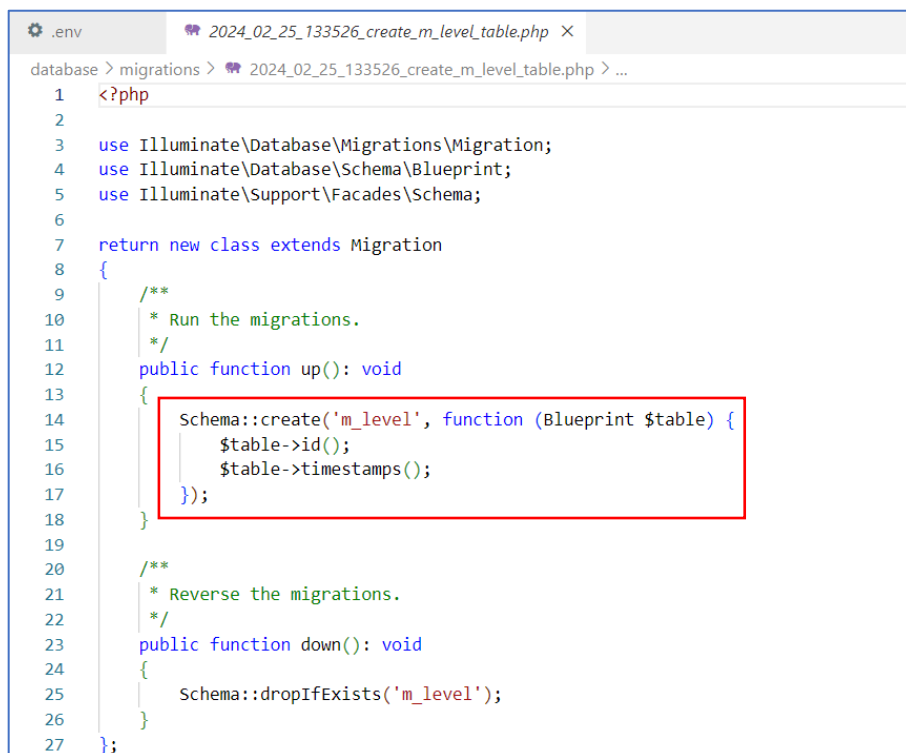 .env 2024_02_25_133526_create_m_level_table.php ×
database > migrations > 2024_02_25_133526_create_m_level_table.php > ...
1 <?php
2
3 use Illuminate\Database\Migrations\Migration;
4 use Illuminate\Database\Schema\Blueprint;
5 use Illuminate\Support\Facades\Schema;
6
7 return new class extends Migration
8 {
9 /**
10 * Run the migrations.
11 */
12 public function up(): void
13 {
14 Schema::create('m_level', function (Blueprint $table) {
15 $table->id();
16 $table->timestamps();
17 });
18 }
19
20 /**
21 * Reverse the migrations.
22 */
23 public function down(): void
24 {
25 Schema::dropIfExists('m_level');
26 }
27 };